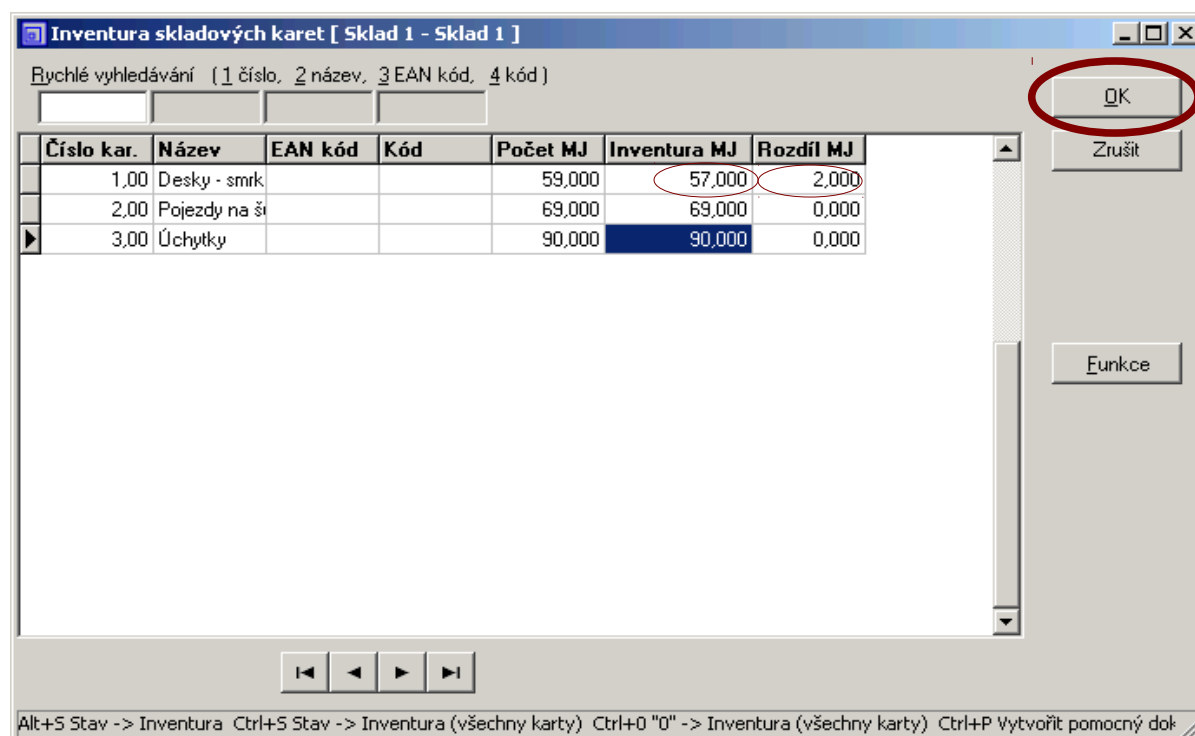 Inventura skladových karet [ Sklad 1 - Sklad 1 ]
Rychlé vyhledávání ( 1 číslo, 2 název, 3 EAN kód, 4 kód )
OK
Zrušit
Číslo kar. Název EAN kód Kód Počet MJ Inventura MJ Rozdíl MJ
1,00 Desky - smrk 59,000 57,000 2,000
2,00 Pojezdy na 69,000 69,000 0,000
3,00 Úchytky 90,000 90,000 0,000
Funkce
Alt+S Stav -> Inventura Ctrl+S Stav -> Inventura (všechny karty) Ctrl+0 "0" -> Inventura (všechny karty) Ctrl+P Vytvořit pomocný